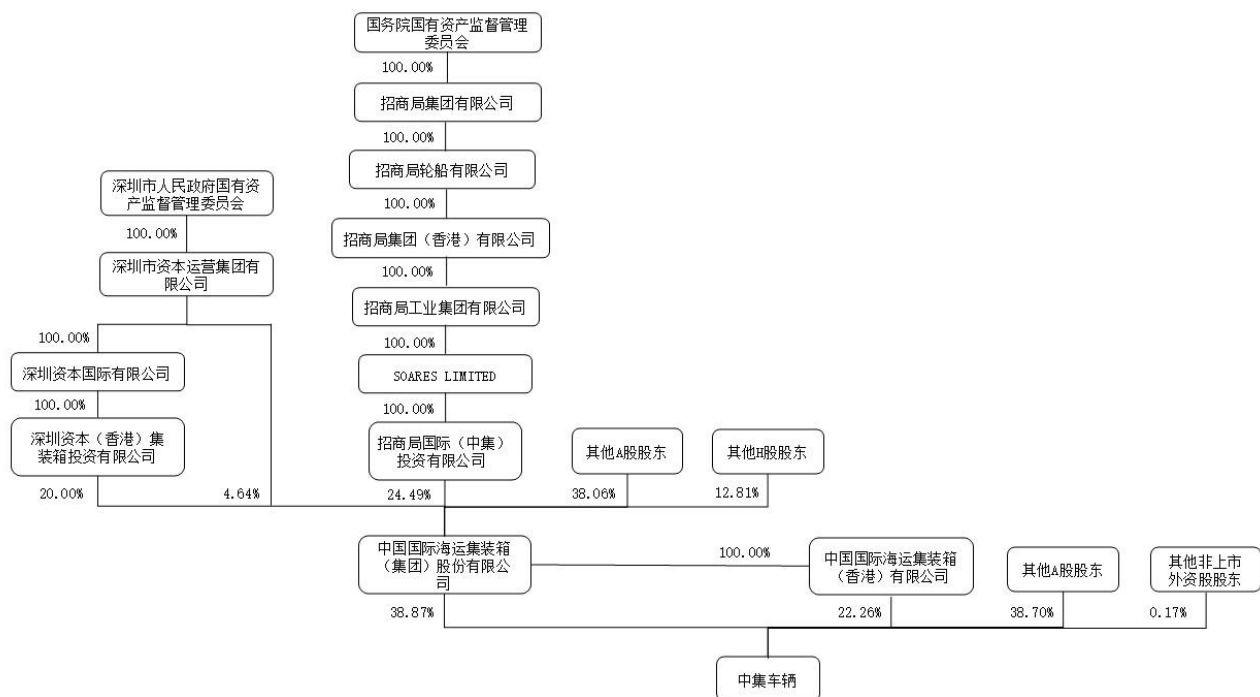 国务院国有资产监督管理
委员会
100.00%
招商局集团有限公司
100.00%
招商局轮船有限公司
深圳市人民政府国有资
产监督管理委员会
100.00%
100.00%
招商局集团（香港）有限公司
深圳市资本运营集团有
限公司
100.00%
招商局工业集团有限公司
100.00%
100.00%
深圳资本国际有限公司
SOARES LIMITED
100.00%
100.00%
深圳资本（香港）集
装箱投资有限公司
招商局国际（中集）
投资有限公司
其他A股股东
其他H股股东
20.00%
4.64%
24.49%
38.06%
12.81%
中国国际海运集装箱
（集团）股份有限公
司
100.00%
中国国际海运集装箱
（香港）有限公司
其他A股股东
其他非上市
外资股股东
38.87%
22.26%
38.70%
0.17%
中集车辆